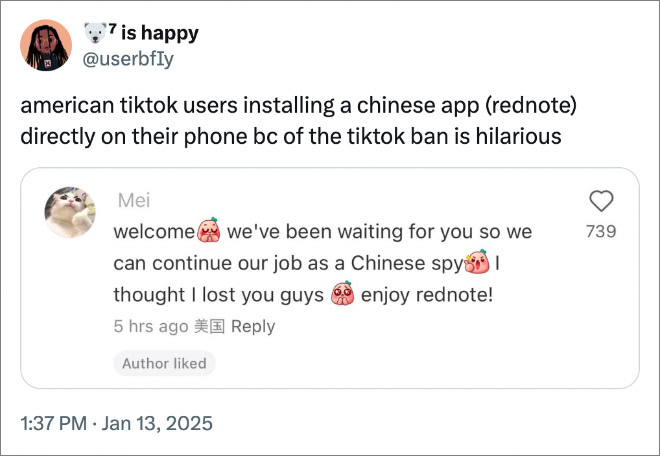 🐻‍❄️⁷ is happy
@userbfIy
american tiktok users installing a chinese app (rednote)
directly on their phone bc of the tiktok ban is hilarious
Mei
welcome we've been waiting for you so we
can continue our job as a Chinese spy I
thought I lost you guys enjoy rednote!
739
5 hrs ago 美国 Reply
Author liked
1:37 PM · Jan 13, 2025